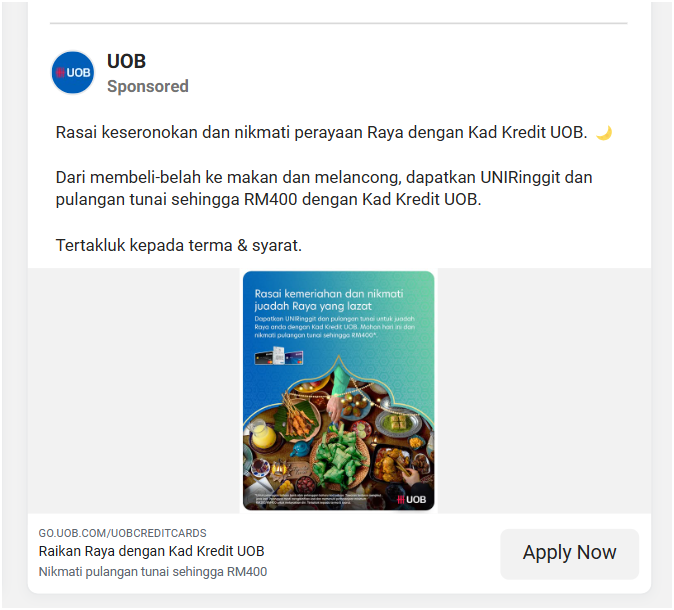 UOB
UOB
Sponsored
Rasai keseronokan dan nikmati perayaan Raya dengan Kad Kredit UOB. 🌙
Dari membeli-belah ke makan dan melancong, dapatkan UNIRinggit dan
pulangan tunai sehingga RM400 dengan Kad Kredit UOB.
Tertakluk kepada terma & syarat.
Rasai kemeriahan dan nikmati
juadah Raya yang lazat
Dapatkan UNIRinggit dan pulangan tunai untuk juadah
Raya anda dengan Kad Kredit UOB. Mohon hari ini dan
nikmati pulangan tunai sehingga RM400*.
UOB
GO.UOB.COM/UOBCREDITCARDS
Raikan Raya dengan Kad Kredit UOB
Nikmati pulangan tunai sehingga RM400
Apply Now